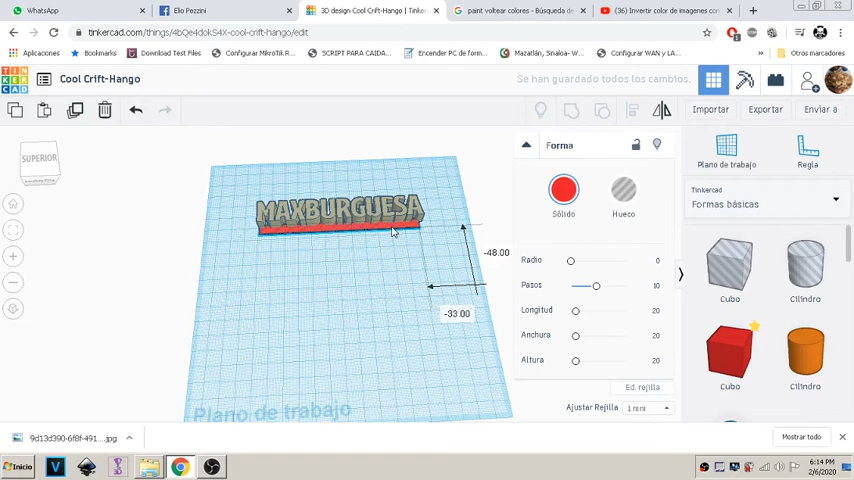 WhatsApp
Elio Pezzini
3D design Cool Crift-Hango | Tinker
paint voltear colores - Búsqueda de
(36) Invertir color de imagenes con
tinkercad.com/things/4bQe4dokS4X-cool-crift-hango/edit
Aplicaciones
Bookmarks
Download Test Files
Configurar MikroTik R
SCRIPT PARA CAIDA...
Encender PC de form...
Mazatlán, Sinaloa- W...
Configurar WAN y LA...
Otros marcadores
TIN
KER
CAD
Cool Crift-Hango
Se han guardado todos los cambios.
Importar
Exportar
Enviar a
SUPERIOR
MAXBURGUESA
-48.00
-33.00
Plano de trabajo
Forma
Sólido
Hueco
Radio 0
Pasos 10
Longitud 20
Anchura 20
Altura 20
Ed. rejilla
Ajustar Rejilla 1 mm
Plano de trabajo
Regla
Tinkercad
Formas básicas
Cubo
Cilindro
Cubo
Cilindro
9d13d390-6f8f-491....jpg
Mostrar todo
Inicio
6:14 PM
2/6/2020